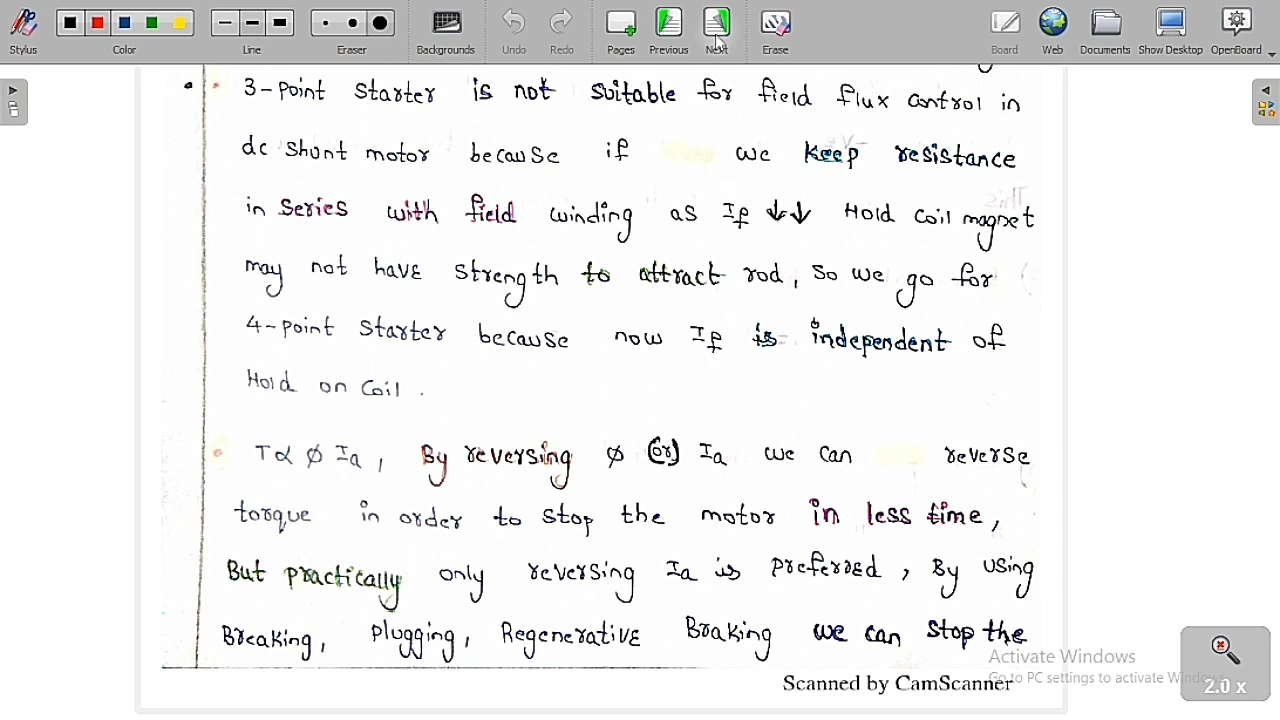 Stylus
Color
Line
Eraser
Backgrounds
Undo
Redo
Pages
Previous
Next
Erase
Board
Web
Documents
Show Desktop
OpenBoard
3-point starter is not suitable for field flux control in
dc shunt motor because if we keep resistance
in series with field winding as If ↓↓ Hold coil magnet
may not have strength to attract rod, so we go for
4-point starter because now If is independent of
Hold on coil.
T∝ ϕ Ia, By reversing ϕ (or) Ia we can reverse
torque in order to stop the motor in less time,
But practically only reversing Ia is preferred, By using
Breaking, plugging, Regenerative Braking we can stop the
Activate Windows
Go to PC settings to activate Windows.
Scanned by CamScanner
2.0 x